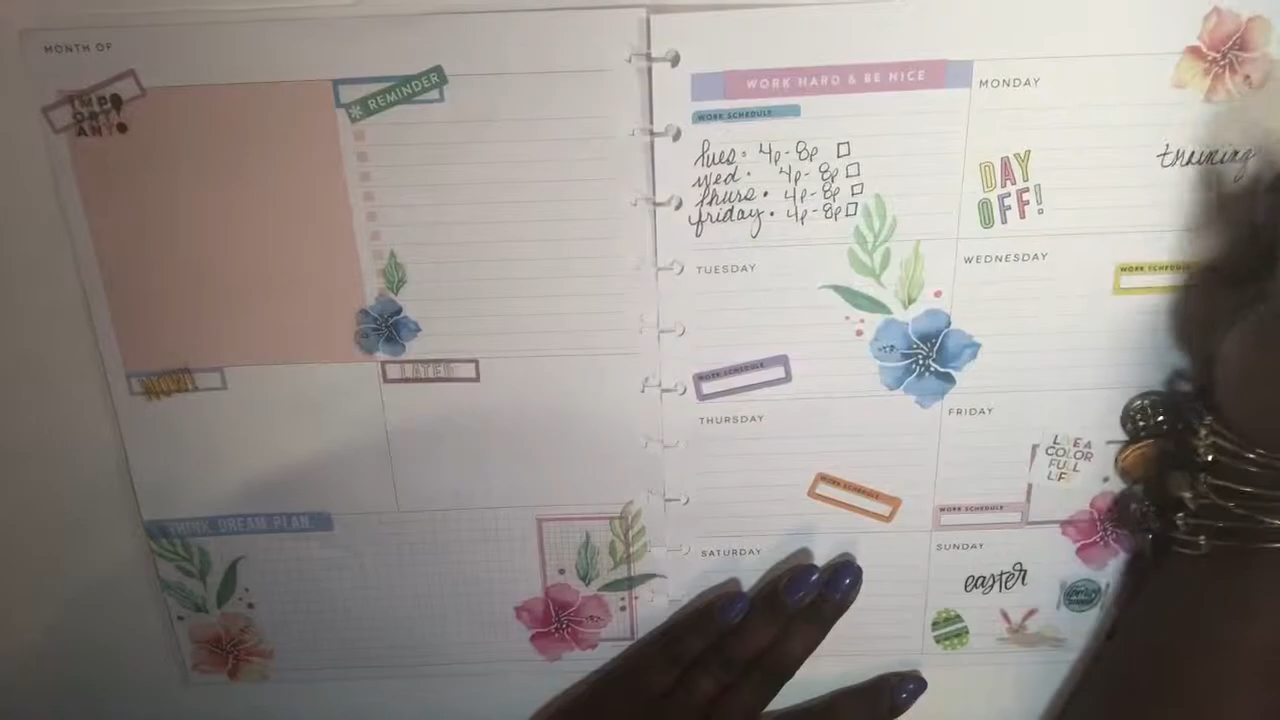 MONTH OF
IMPORTANT
* REMINDER
NOW!
LATER
THINK. DREAM. PLAN.
WORK HARD & BE NICE
WORK SCHEDULE
tues: 4p-8p
wed. 4p-8p
thurs. 4p-8p
friday. 4p-8p
MONDAY
DAY
OFF!
training
TUESDAY
WORK SCHEDULE
WEDNESDAY
WORK SCHEDULE
THURSDAY
WORK SCHEDULE
FRIDAY
LIVE A
COLOR
FULL
LIFE
WORK SCHEDULE
SATURDAY
SUNDAY
easter